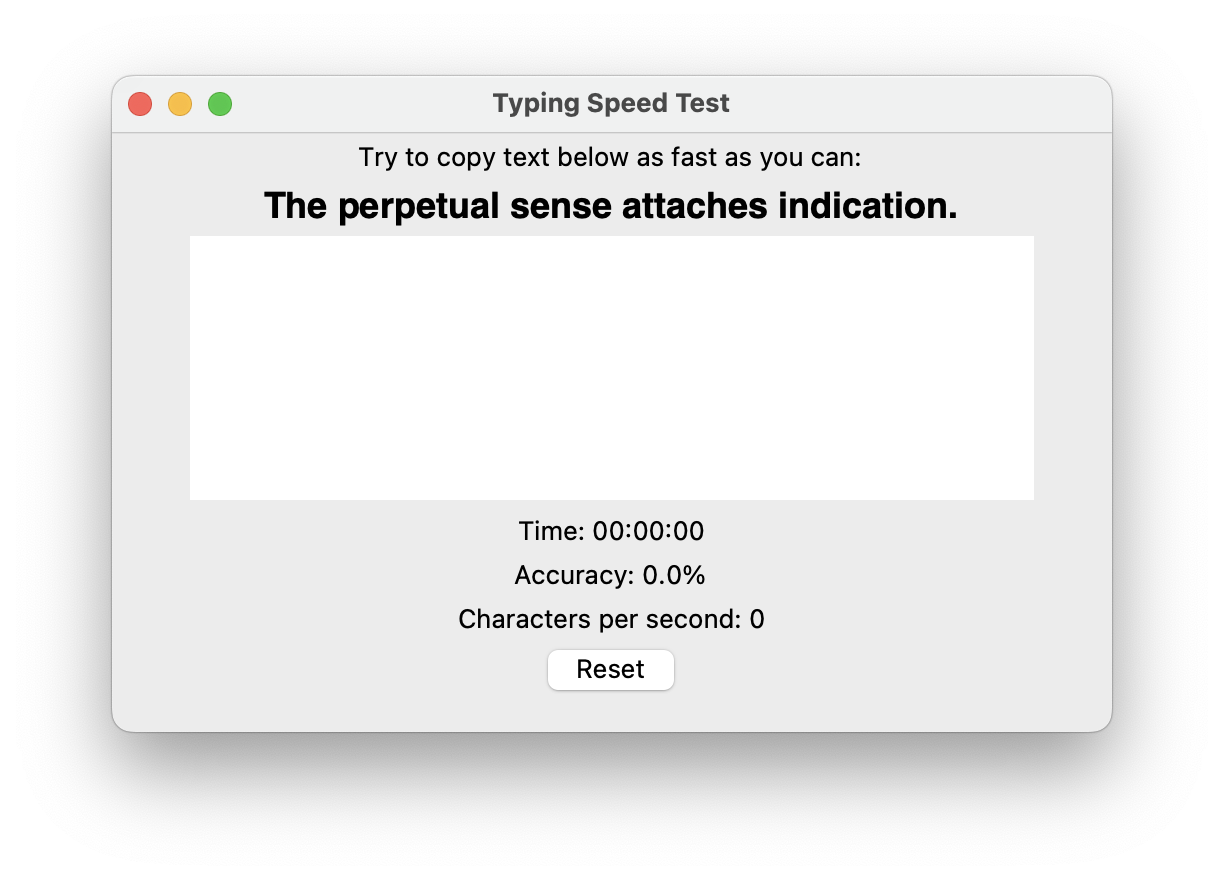 Typing Speed Test
Try to copy text below as fast as you can:
The perpetual sense attaches indication.
Time: 00:00:00
Accuracy: 0.0%
Characters per second: 0
Reset